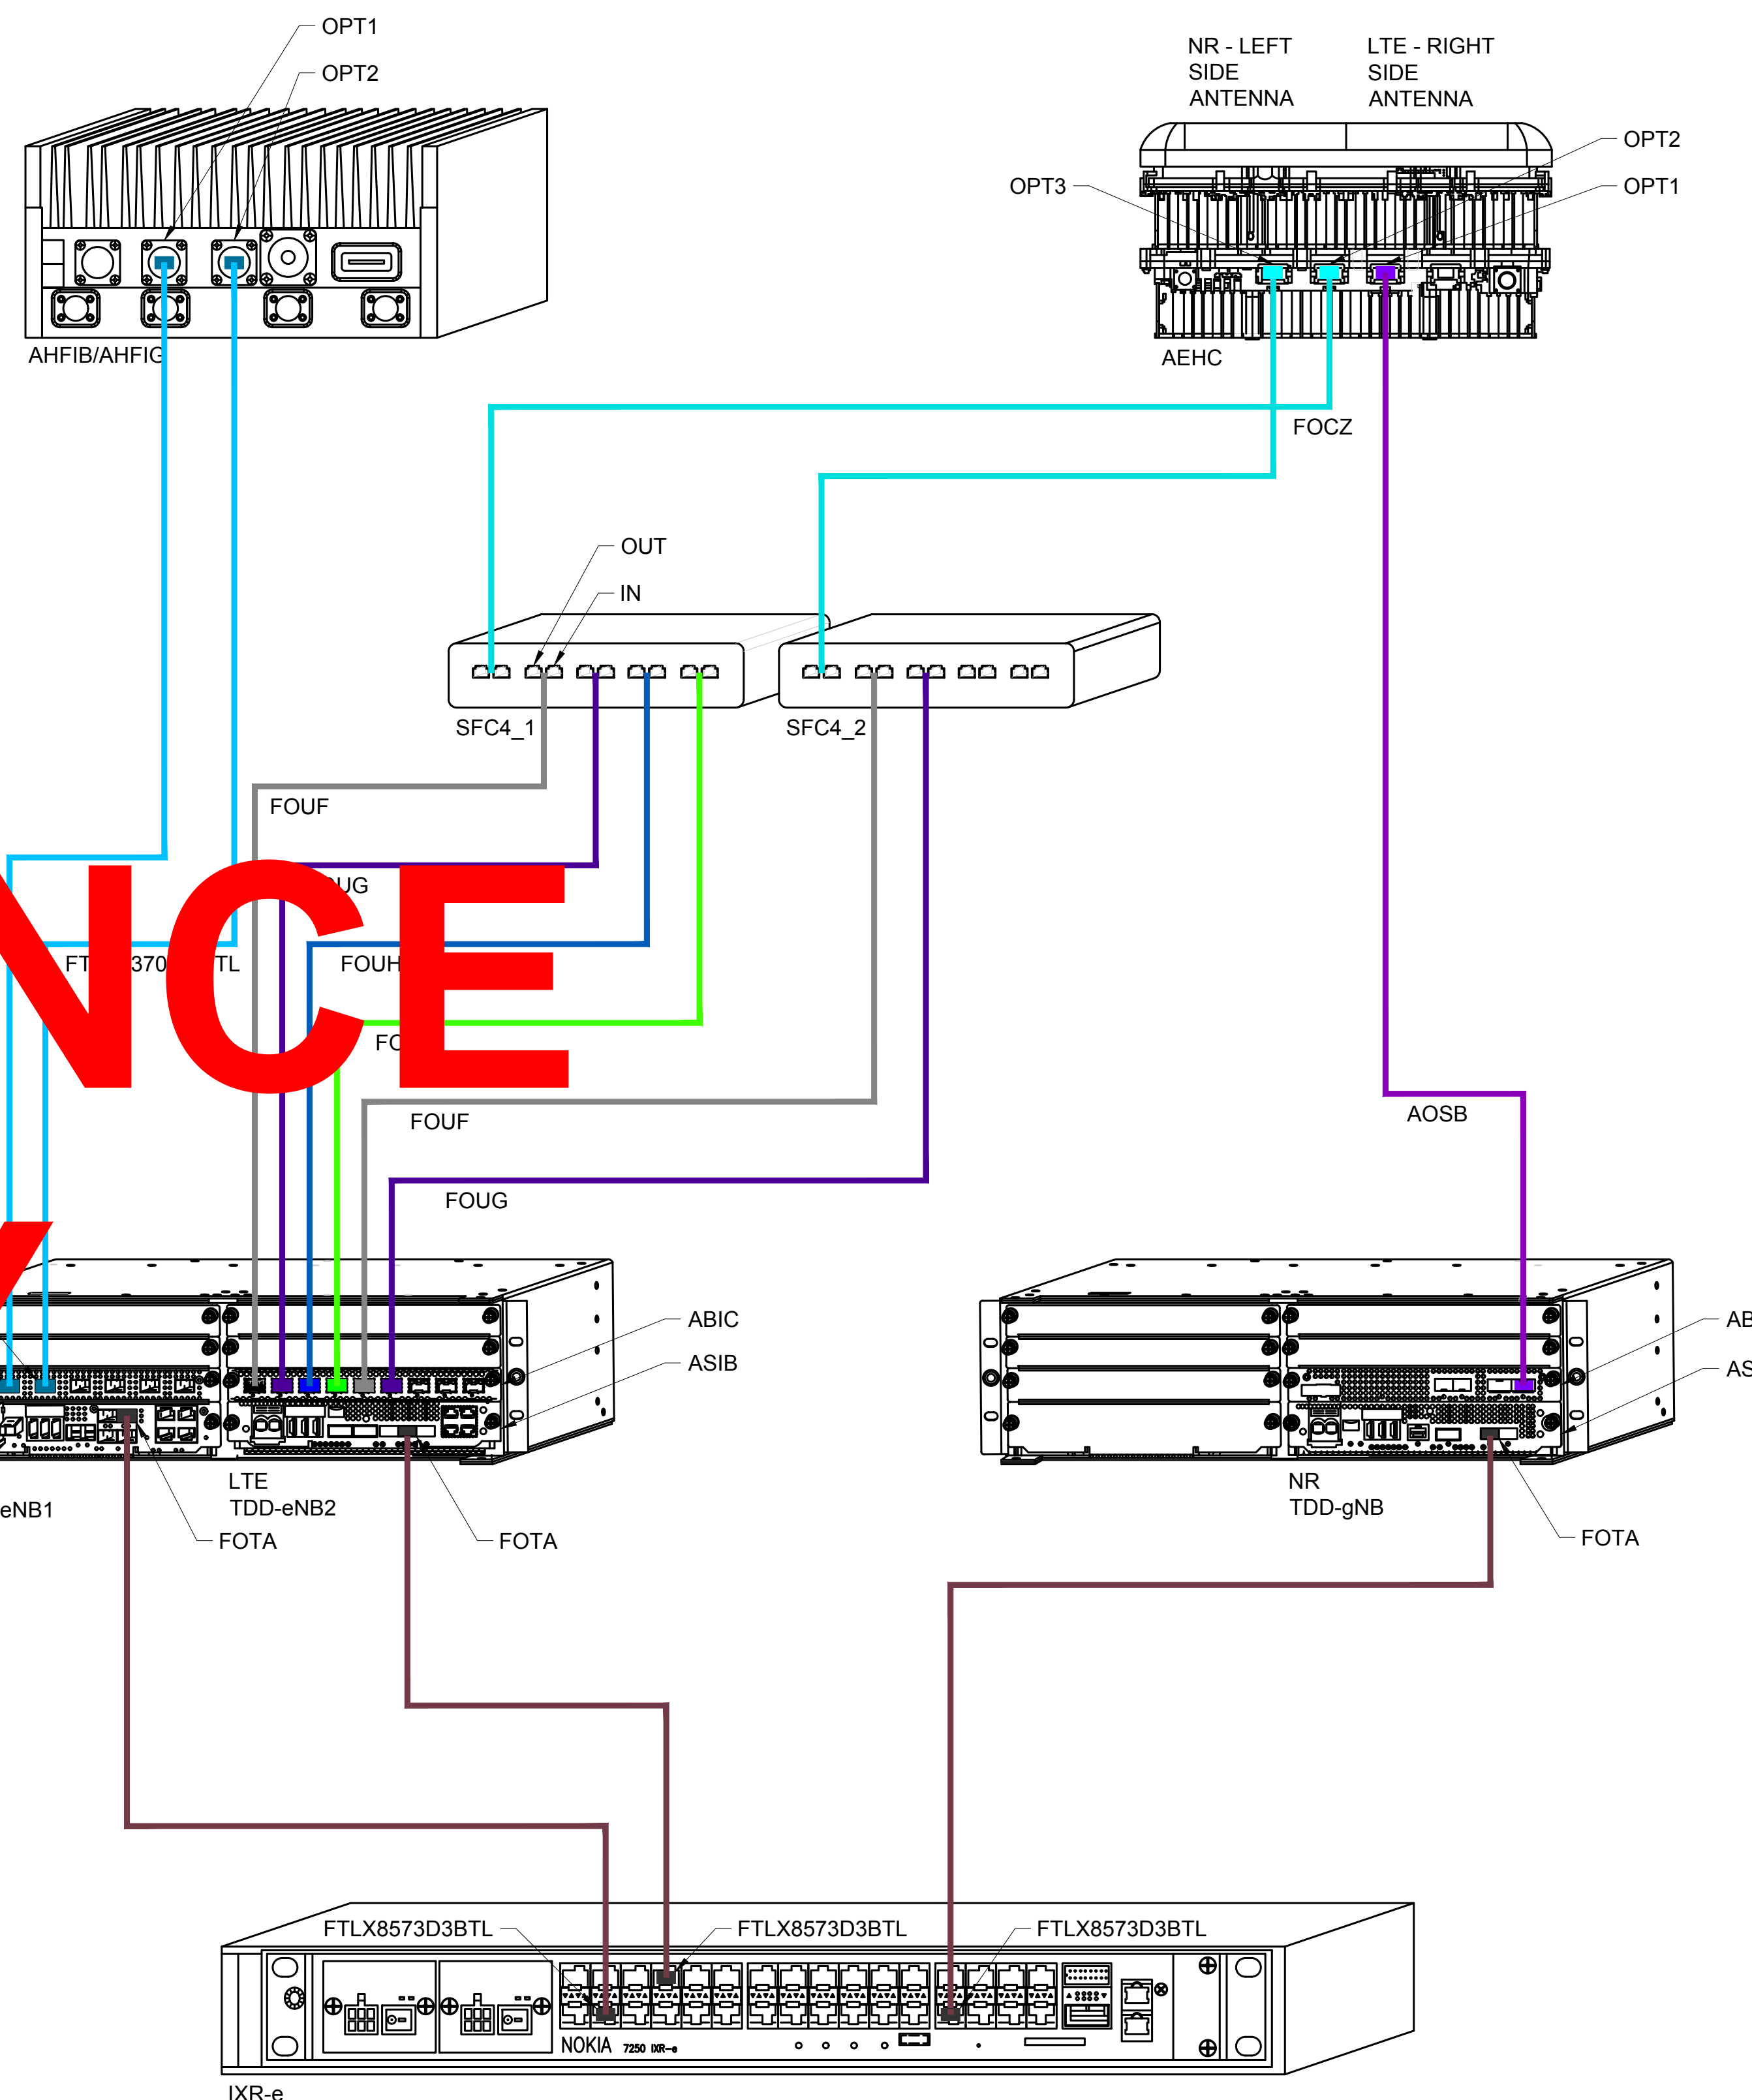 OPT1
OPT2
NR - LEFT
SIDE
ANTENNA
LTE - RIGHT
SIDE
ANTENNA
OPT2
OPT3
OPT1
AHFIB/AHFIG
AEHC
FOCZ
OUT
IN
SFC4_1
SFC4_2
FOUF
NCE
FOUH
FOUF
AOSB
FOUG
ABIC
ASIB
LTE
TDD-eNB2
eNB1
FOTA
FOTA
NR
TDD-gNB
FOTA
FTLX8573D3BTL
FTLX8573D3BTL
FTLX8573D3BTL
NOKIA 7250 IXR-e
IXR-e